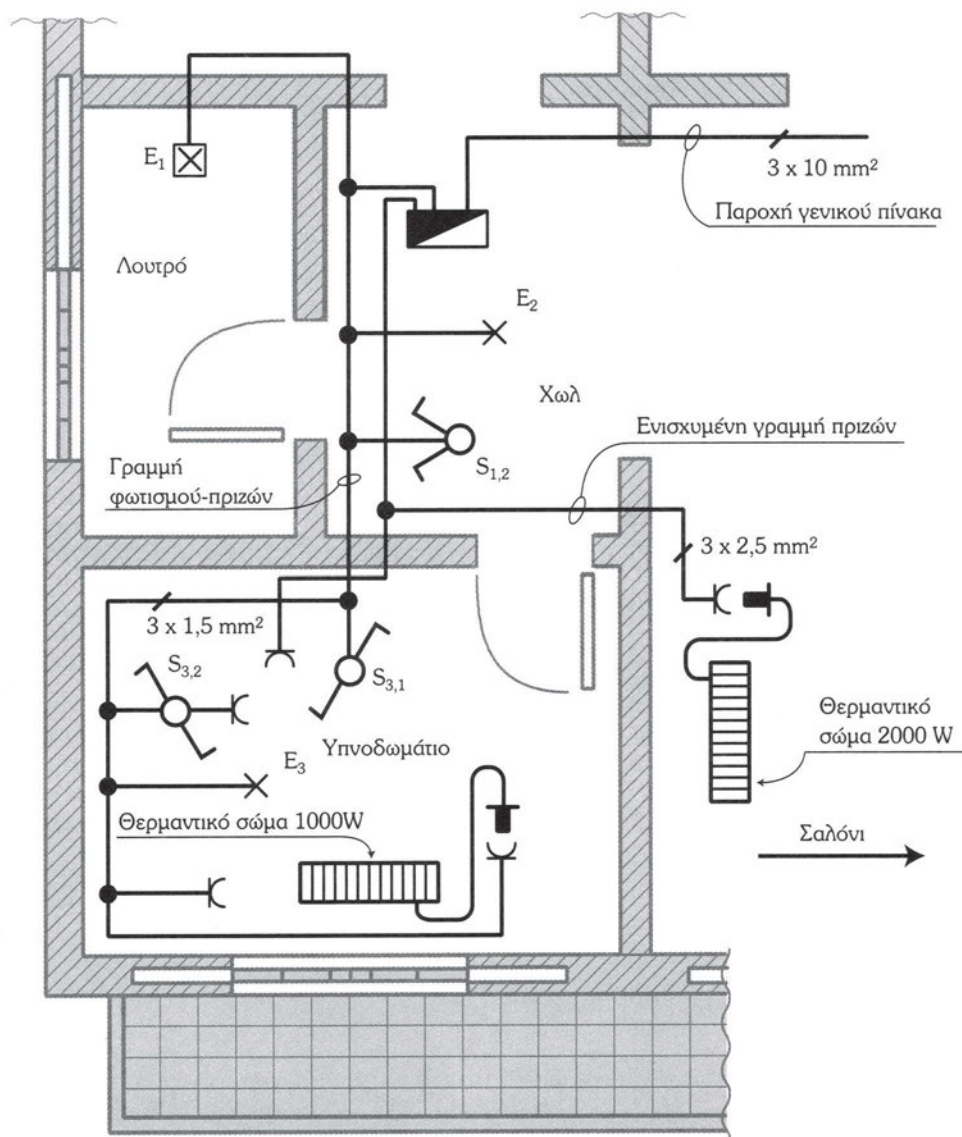 E₁
3 x 10 mm²
Παροχή γενικού πίνακα
Λουτρό
E₂
Χωλ
Ενισχυμένη γραμμή πριζών
S₁,₂
Γραμμή
φωτισμού-πριζών
3 x 2,5 mm²
3 x 1,5 mm²
S₃,₂
S₃,₁
Υπνοδωμάτιο
E₃
Θερμαντικό
σώμα 2000 W
Θερμαντικό σώμα 1000W
Σαλόνι